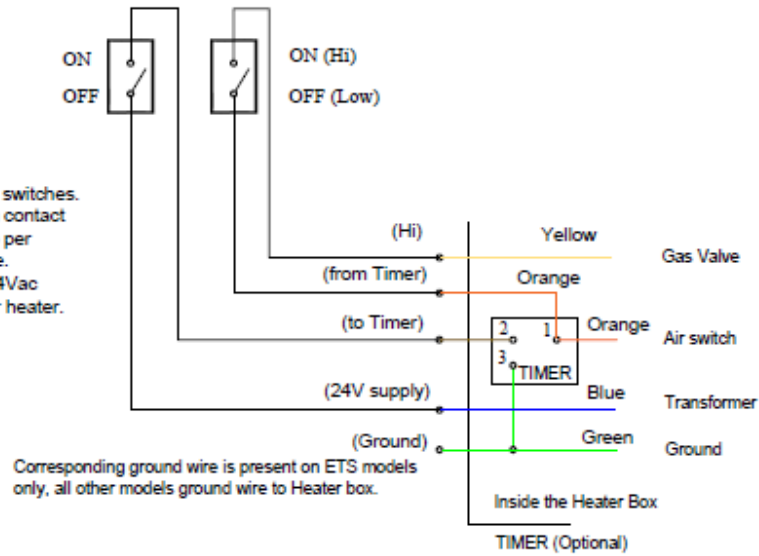 ON
OFF
ON (Hi)
OFF (Low)
switches.
contact
per
4Vac
heater.
(Hi)
Yellow
Gas Valve
(from Timer)
Orange
(to Timer)
2
1
Orange
Air switch
3
TIMER
(24V supply)
Blue
Transformer
(Ground)
Green
Ground
Corresponding ground wire is present on ETS models
only, all other models ground wire to Heater box.
Inside the Heater Box
TIMER (Optional)